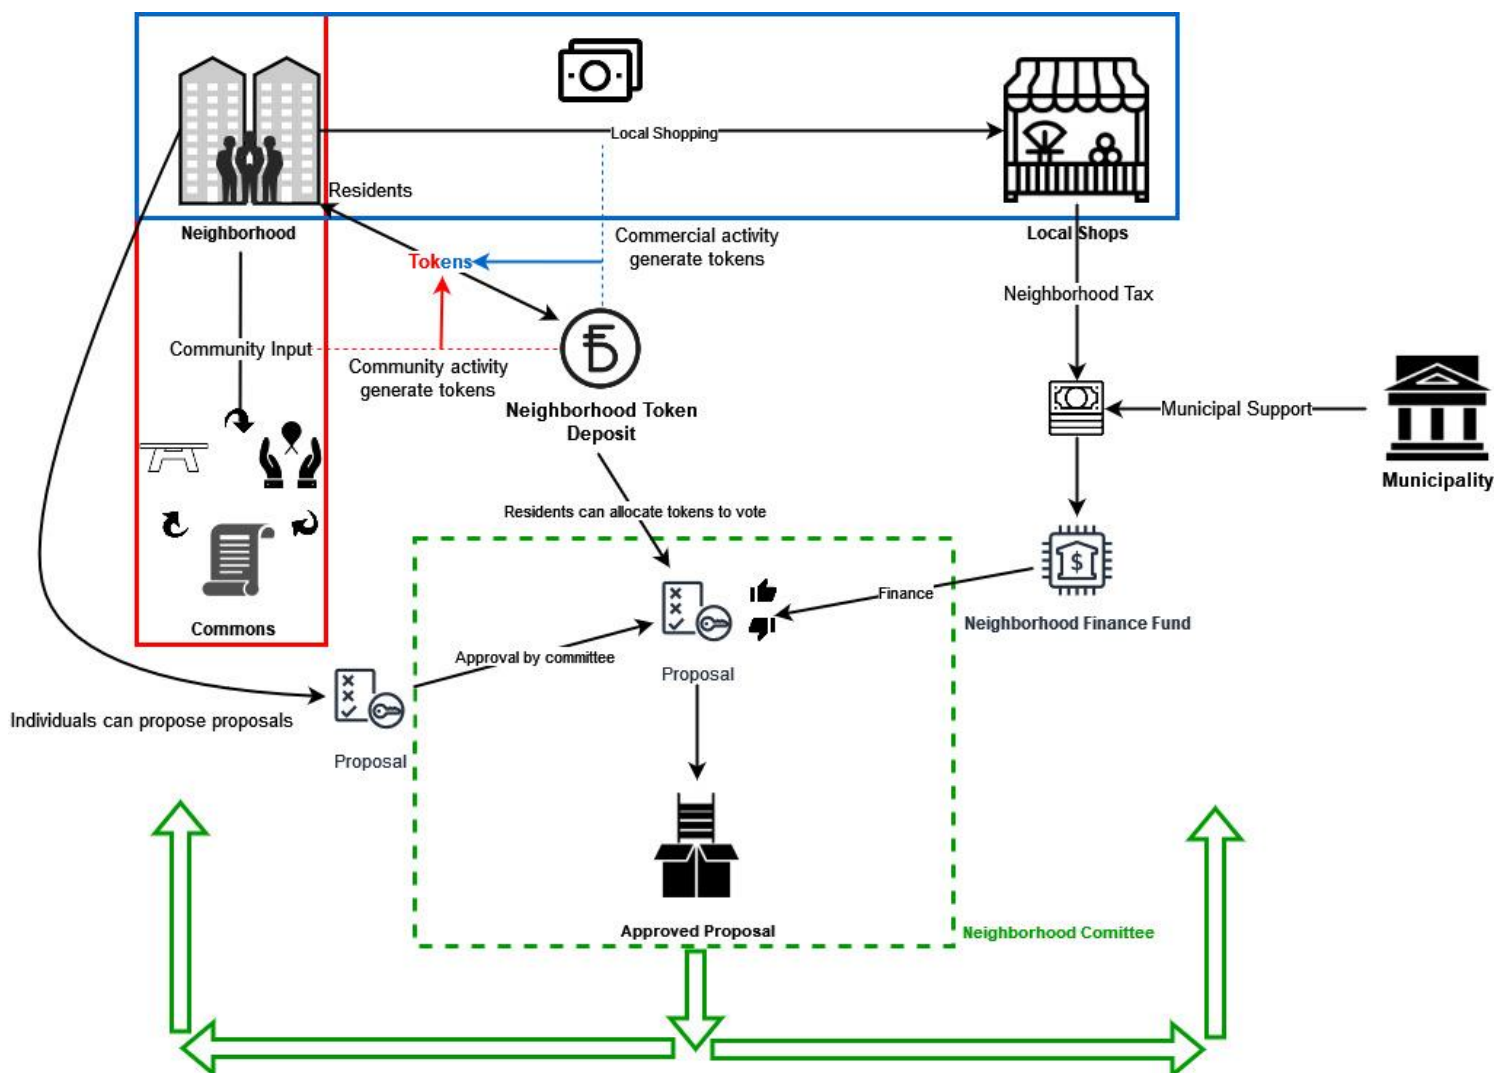 Local Shopping
Residents
Neighborhood
Local Shops
Commercial activity
generate tokens
Tokens
Neighborhood Tax
Community Input
Community activity
generate tokens
Neighborhood Token
Deposit
Municipal Support
Municipality
Residents can allocate tokens to vote
$
Finance
Neighborhood Finance Fund
Commons
Approval by committee
Proposal
Individuals can propose proposals
Proposal
Approved Proposal
Neighborhood Comittee